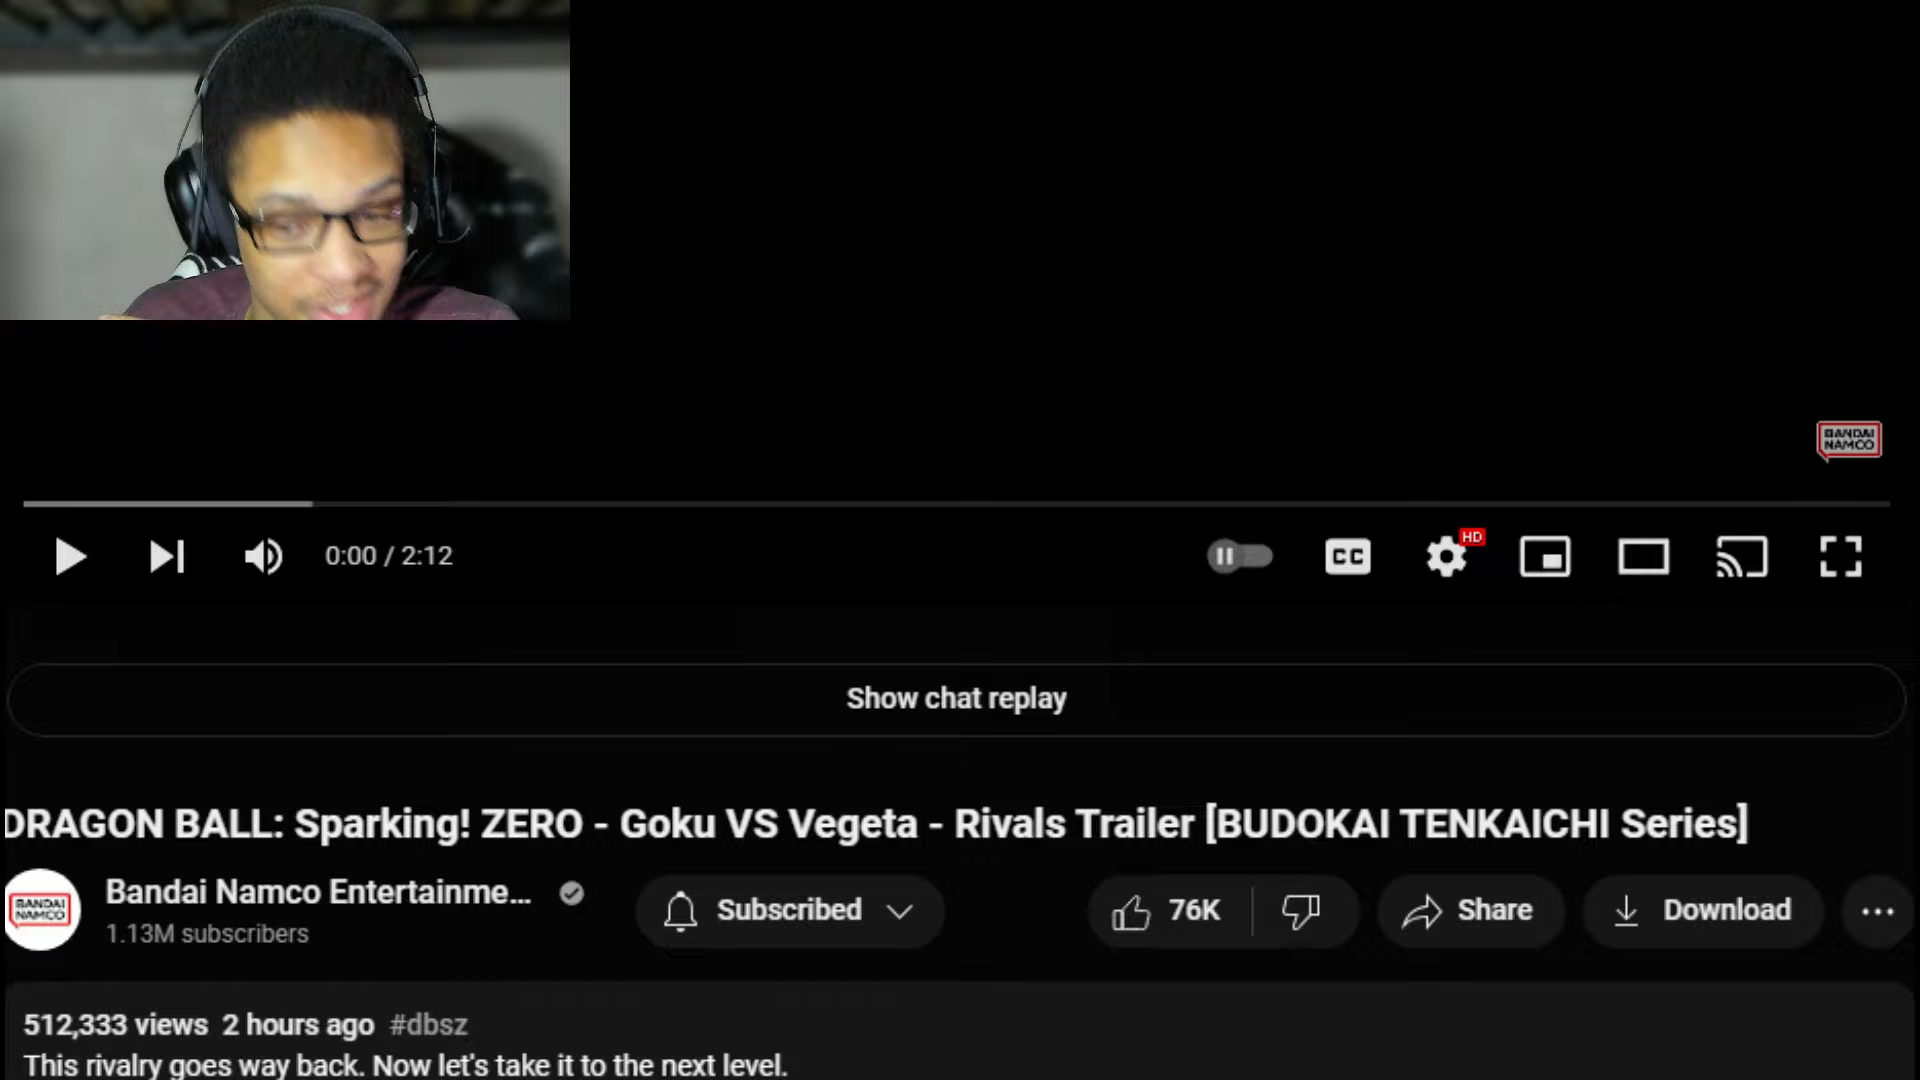 BANDAI
NAMCO
HD
0:00 / 2:12
CC
Show chat replay
DRAGON BALL: Sparking! ZERO - Goku VS Vegeta - Rivals Trailer [BUDOKAI TENKAICHI Series]
BANDAI
NAMCO
Bandai Namco Entertainme...
1.13M subscribers
Subscribed
76K
Share
Download
512,333 views 2 hours ago #dbsz
This rivalry goes way back. Now let's take it to the next level.